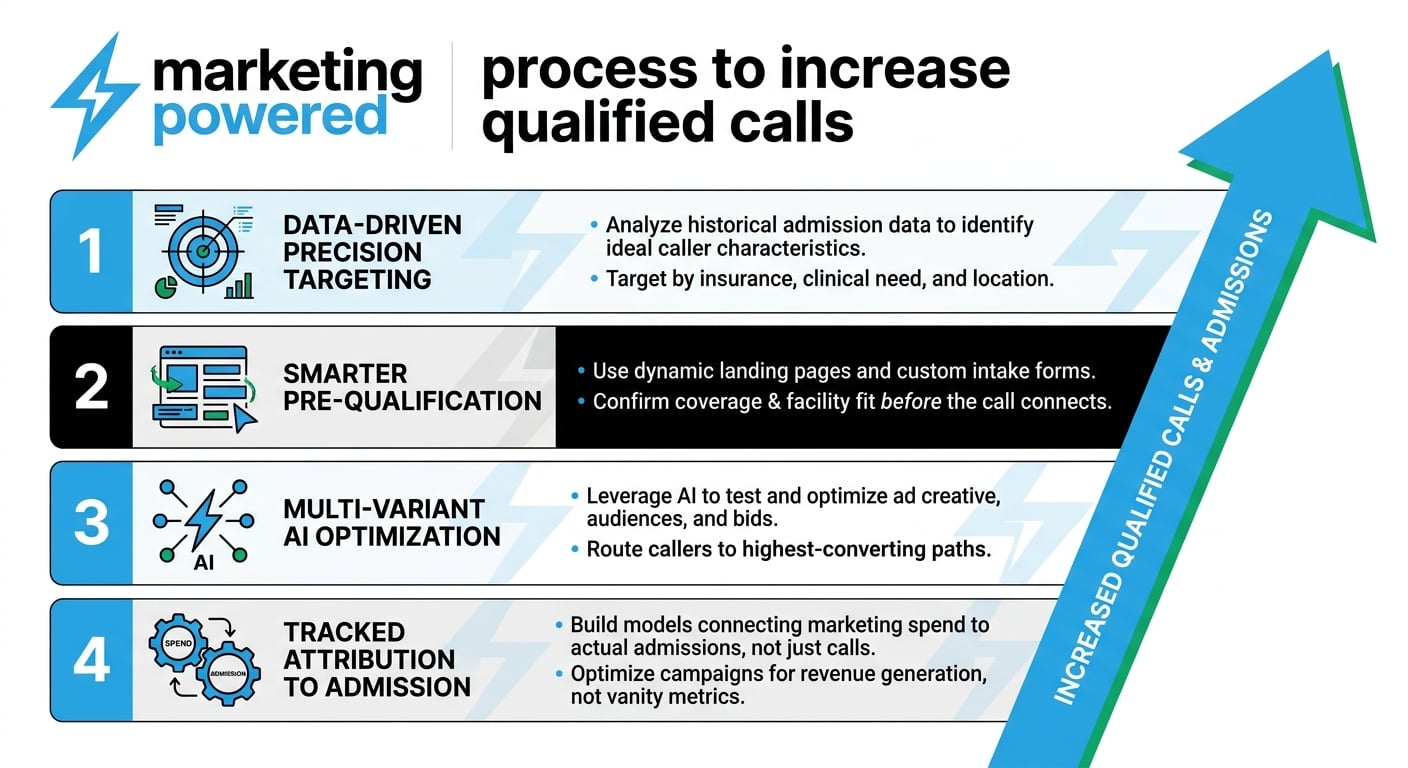 marketing
powered
process to increase
qualified calls
1
DATA-DRIVEN
PRECISION
TARGETING
• Analyze historical admission data to identify
ideal caller characteristics.
• Target by insurance, clinical need, and location.
2
SMARTER
PRE-QUALIFICATION
• Use dynamic landing pages and custom intake forms.
• Confirm coverage & facility fit before the call connects.
3
AI
MULTI-VARIANT
AI OPTIMIZATION
• Leverage AI to test and optimize ad creative,
audiences, and bids.
• Route callers to highest-converting paths.
4
SPEND
ADMISSION
TRACKED
ATTRIBUTION
TO ADMISSION
• Build models connecting marketing spend to
actual admissions, not just calls.
• Optimize campaigns for revenue generation,
not vanity metrics.
INCREASED QUALIFIED CALLS & ADMISSIONS